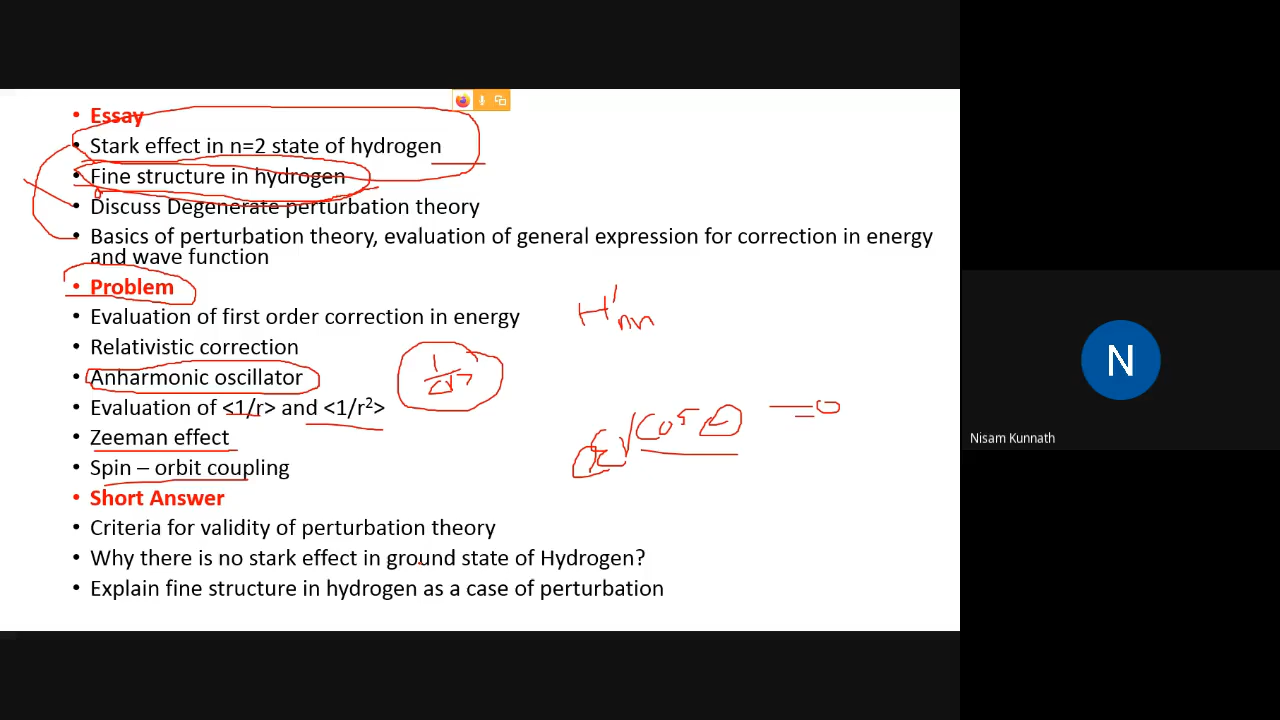 • Essay
• Stark effect in n=2 state of hydrogen
• Fine structure in hydrogen
• Discuss Degenerate perturbation theory
• Basics of perturbation theory, evaluation of general expression for correction in energy
and wave function
• Problem
• Evaluation of first order correction in energy
H'nn
• Relativistic correction
• Anharmonic oscillator
1/<r>
• Evaluation of <1/r> and <1/r²>
= 0
• Zeeman effect
• Spin – orbit coupling
• Short Answer
• Criteria for validity of perturbation theory
• Why there is no stark effect in ground state of Hydrogen?
• Explain fine structure in hydrogen as a case of perturbation
N
Nisam Kunnath